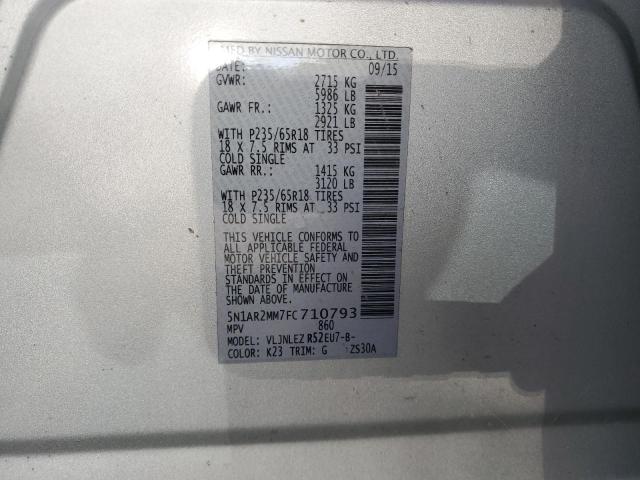 MFD BY NISSAN MOTOR CO., LTD.
DATE: 09/15
GVWR: 2715 KG
5986 LB
GAWR FR.: 1325 KG
2921 LB
WITH P235/65R18 TIRES
18 X 7.5 RIMS AT 33 PSI
COLD SINGLE
GAWR RR.: 1415 KG
3120 LB
WITH P235/65R18 TIRES
18 X 7.5 RIMS AT 33 PSI
COLD SINGLE
THIS VEHICLE CONFORMS TO
ALL APPLICABLE FEDERAL
MOTOR VEHICLE SAFETY AND
THEFT PREVENTION
STANDARDS IN EFFECT ON
THE DATE OF MANUFACTURE
SHOWN ABOVE.
5N1AR2MM7FC710793
MPV 860
MODEL: VLJNLEZ R52EU7-B-
COLOR: K23 TRIM: G ZS30A